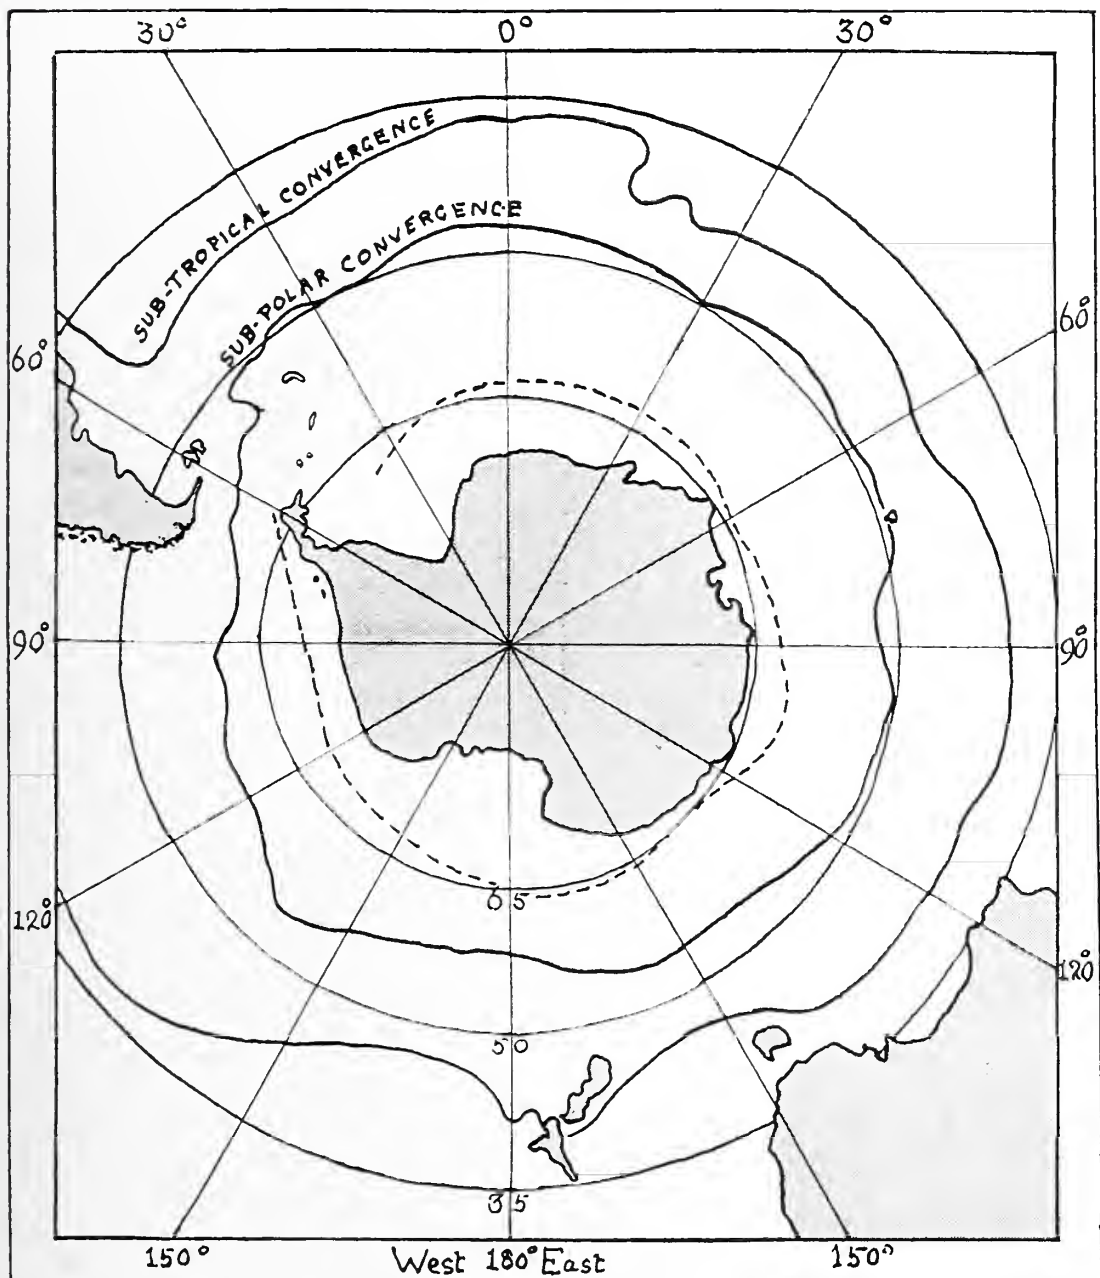 30° 0° 30°
SUB-TROPICAL CONVERGENCE
SUB-POLAR CONVERGENCE
60° 60°
90° 90°
65
120° 120°
50
35
150° West 180° East 150°